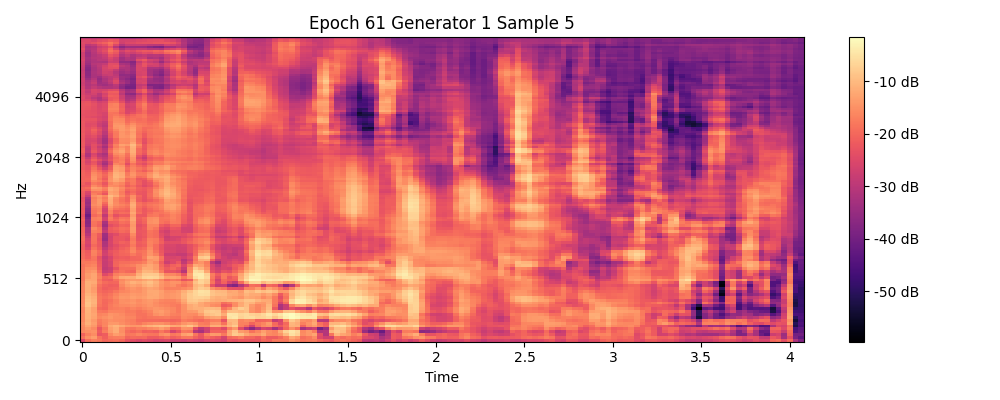 Epoch 61 Generator 1 Sample 5
Hz
4096
2048
1024
512
0
0 0.5 1 1.5 2 2.5 3 3.5 4
Time
-10 dB
-20 dB
-30 dB
-40 dB
-50 dB